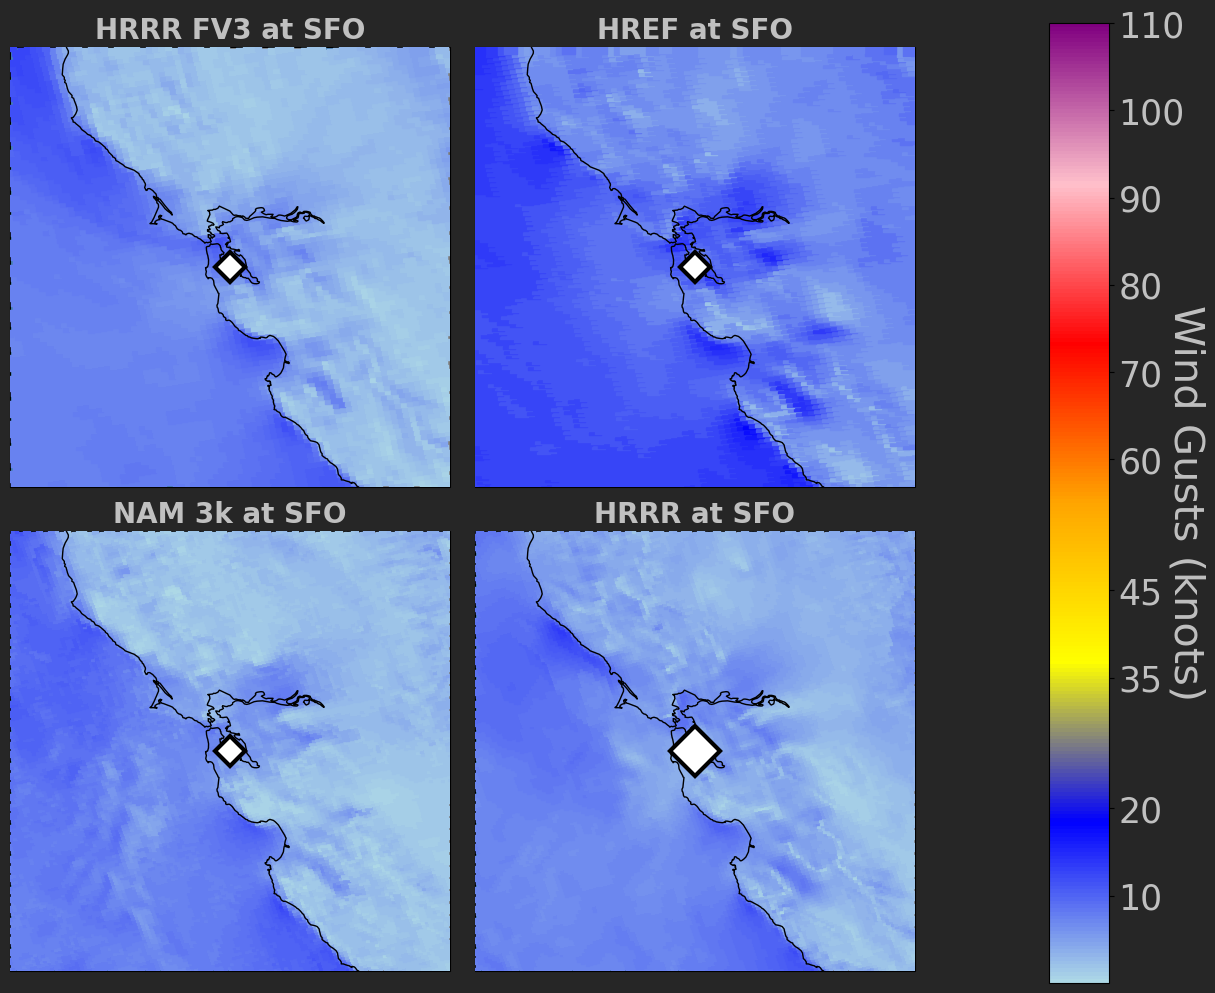 HRRR FV3 at SFO
HREF at SFO
NAM 3k at SFO
HRRR at SFO
110
100
90
80
70
60
45
35
20
10
Wind Gusts (knots)